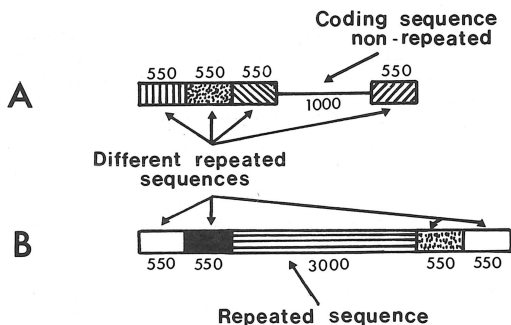 Coding sequence
non-repeated
550 550 550 550
A
1000
Different repeated
sequences
B
550 550 3000 550 550
Repeated sequence